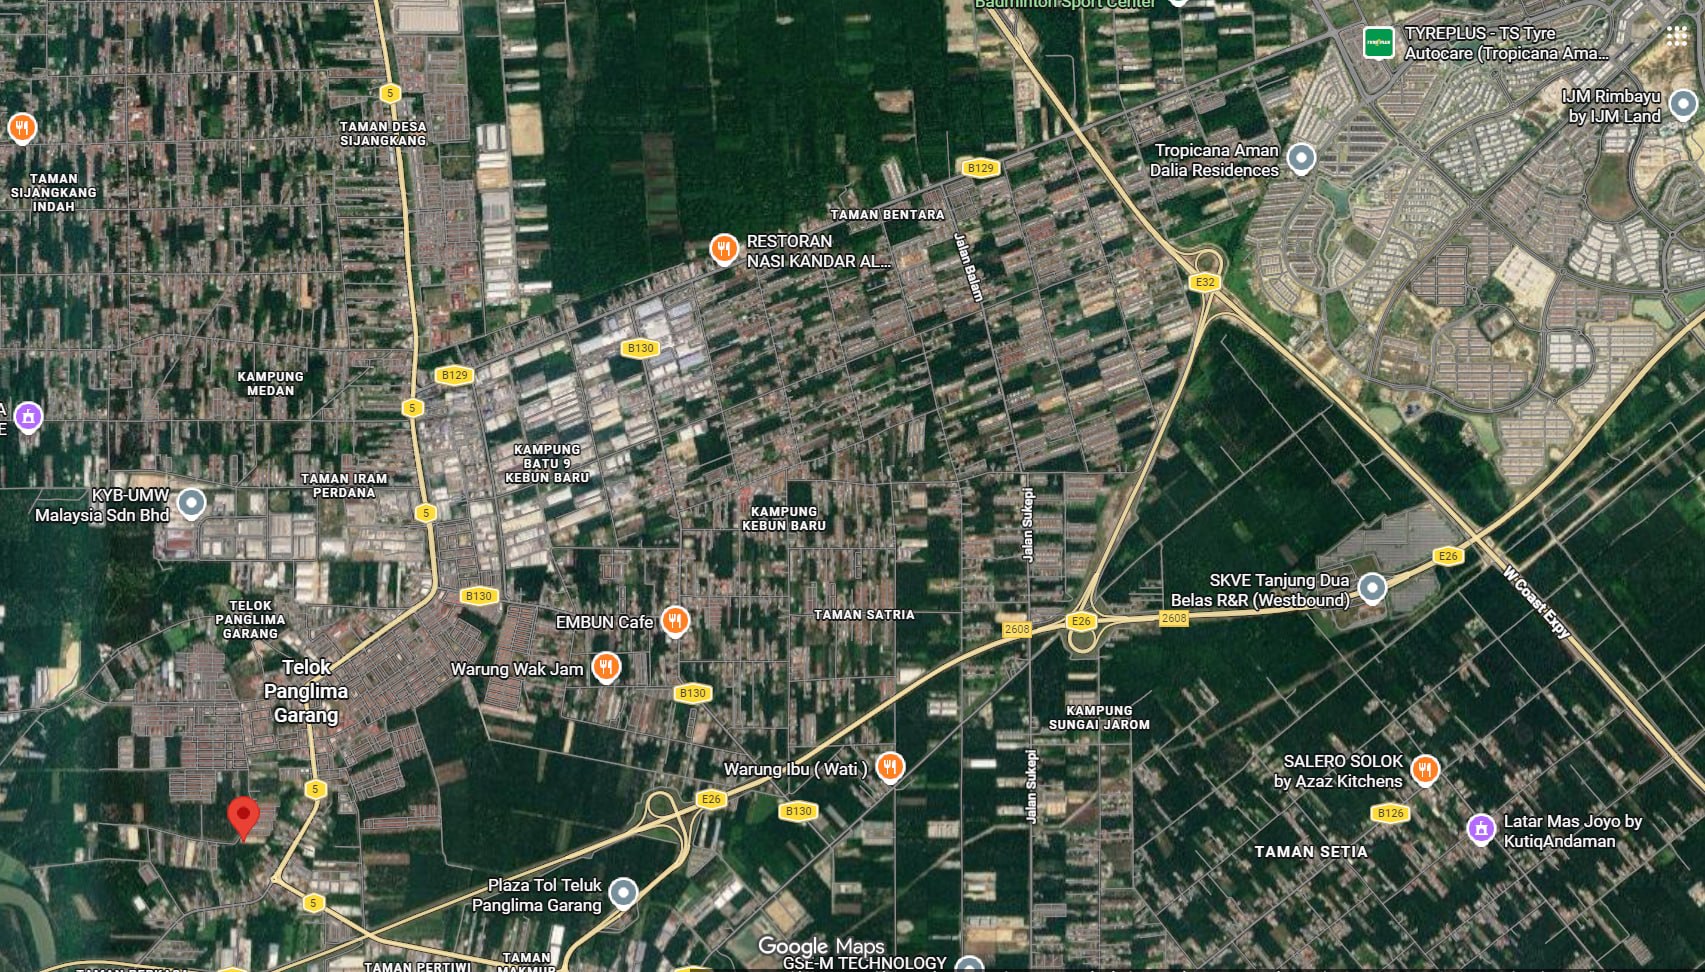 Badminton Sport Center
TYREPLUS - TS Tyre
Autocare (Tropicana Ama...
TYREPLUS
IJM Rimbayu
by IJM Land
5
TAMAN DESA
SIJANGKANG
Tropicana Aman
Dalia Residences
B129
TAMAN
SIJANGKANG
INDAH
TAMAN BENTARA
RESTORAN
NASI KANDAR AL...
Jalan Balam
E32
B130
B129
KAMPUNG
MEDAN
5
A
E
KAMPUNG
BATU 9
KEBUN BARU
TAMAN IRAM
PERDANA
KYB-UMW
Malaysia Sdn Bhd
5
KAMPUNG
KEBUN BARU
Jalan Sukepi
E26
SKVE Tanjung Dua
Belas R&R (Westbound)
W Coast Expy
B130
TELOK
PANGLIMA
GARANG
EMBUN Cafe
TAMAN SATRIA
2608
E26
2608
Telok
Panglima
Garang
Warung Wak Jam
B130
KAMPUNG
SUNGAI JAROM
Warung Ibu ( Wati )
Jalan Sukepi
SALERO SOLOK
by Azaz Kitchens
5
E26
B130
B126
Latar Mas Joyo by
KutiqAndaman
TAMAN SETIA
Plaza Tol Teluk
Panglima Garang
5
Google Maps
TAMAN
MAKMUR
GSE-M TECHNOLOGY
TAMAN PERTIWI
TAMAN PERKASA